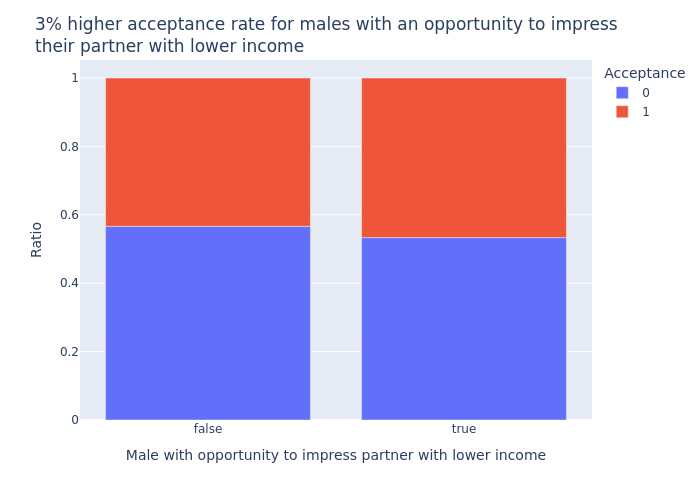 3% higher acceptance rate for males with an opportunity to impress
their partner with lower income
Acceptance
0
1
Ratio
1
0.8
0.6
0.4
0.2
0
false
true
Male with opportunity to impress partner with lower income